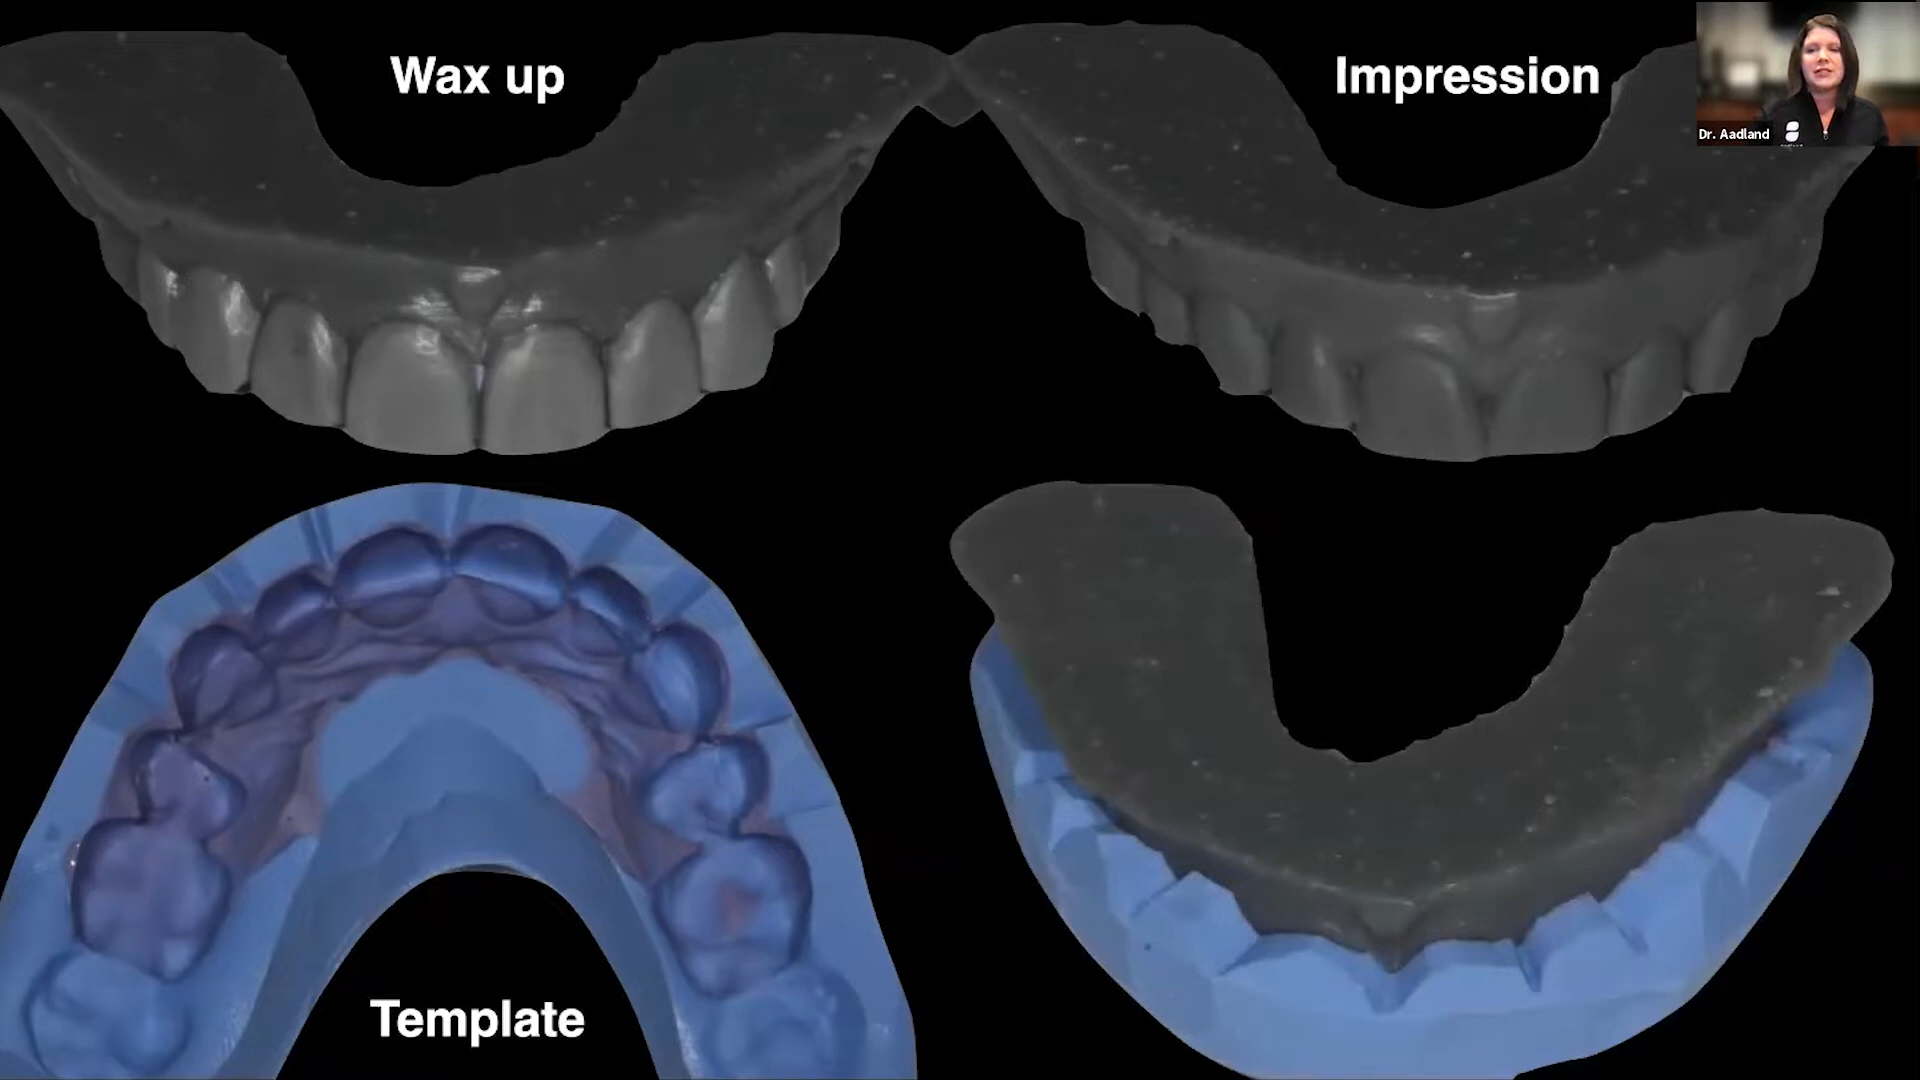 Wax up
Impression
Dr. Aadland
Template